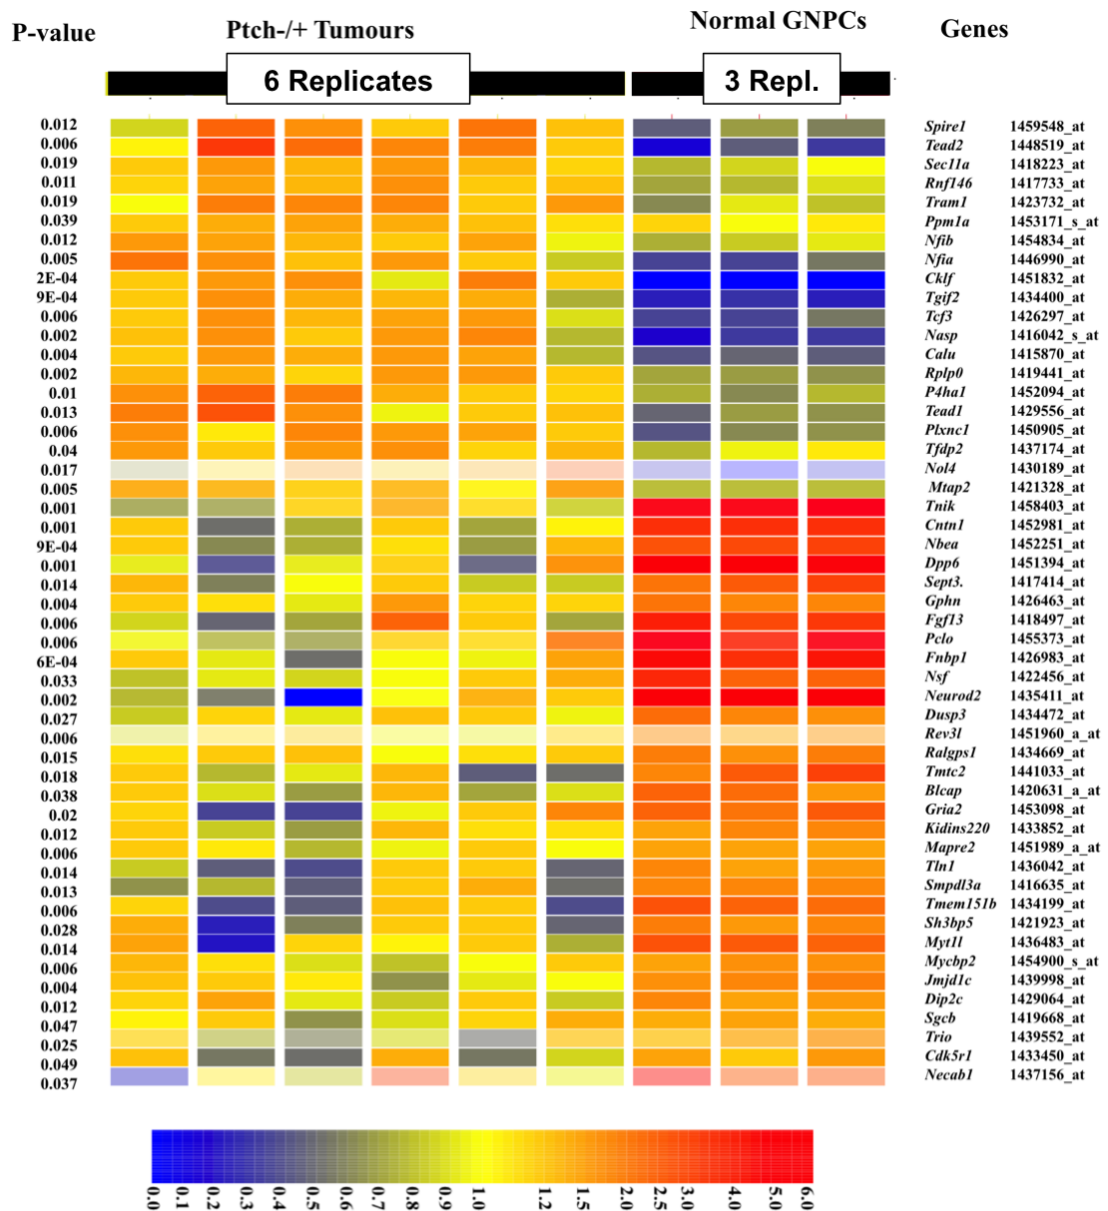 P-value Ptch-/+ Tumours Normal GNPCs Genes
6 Replicates 3 Repl.
0.012 Spire1 1459548_at
0.006 Tead2 1448519_at
0.019 Sec11a 1418223_at
0.011 Rnf146 1417733_at
0.019 Tram1 1423732_at
0.039 Ppm1a 1453171_s_at
0.012 Nfib 1454834_at
0.005 Nfia 1446990_at
2E-04 Cklf 1451832_at
9E-04 Tgif2 1434400_at
0.006 Tcf3 1426297_at
0.002 Nasp 1416042_s_at
0.004 Calu 1415870_at
0.002 Rplp0 1419441_at
0.01 P4ha1 1452094_at
0.013 Tead1 1429556_at
0.006 Plxnc1 1450905_at
0.04 Tfdp2 1437174_at
0.017 Nol4 1430189_at
0.005 Mtap2 1421328_at
0.001 Tnik 1458403_at
0.001 Cntn1 1452981_at
9E-04 Nbea 1452251_at
0.001 Dpp6 1451394_at
0.014 Sept3. 1417414_at
0.004 Gphn 1426463_at
0.006 Fgf13 1418497_at
0.006 Pclo 1455373_at
6E-04 Fnbp1 1426983_at
0.033 Nsf 1422456_at
0.002 Neurod2 1435411_at
0.027 Dusp3 1434472_at
0.006 Rev3l 1451960_a_at
0.015 Ralgps1 1434669_at
0.018 Tmtc2 1441033_at
0.038 Blcap 1420631_a_at
0.02 Gria2 1453098_at
0.012 Kidins220 1433852_at
0.006 Mapre2 1451989_a_at
0.014 Tln1 1436042_at
0.013 Smpdl3a 1416635_at
0.006 Tmem151b 1434199_at
0.028 Sh3bp5 1421923_at
0.014 Myt1l 1436483_at
0.006 Mycbp2 1454900_s_at
0.004 Jmjd1c 1439998_at
0.012 Dip2c 1429064_at
0.047 Sgcb 1419668_at
0.025 Trio 1439552_at
0.049 Cdk5r1 1433450_at
0.037 Necab1 1437156_at
0.0 0.1 0.2 0.3 0.4 0.5 0.6 0.7 0.8 0.9 1.0 1.2 1.5 2.0 2.5 3.0 4.0 5.0 6.0